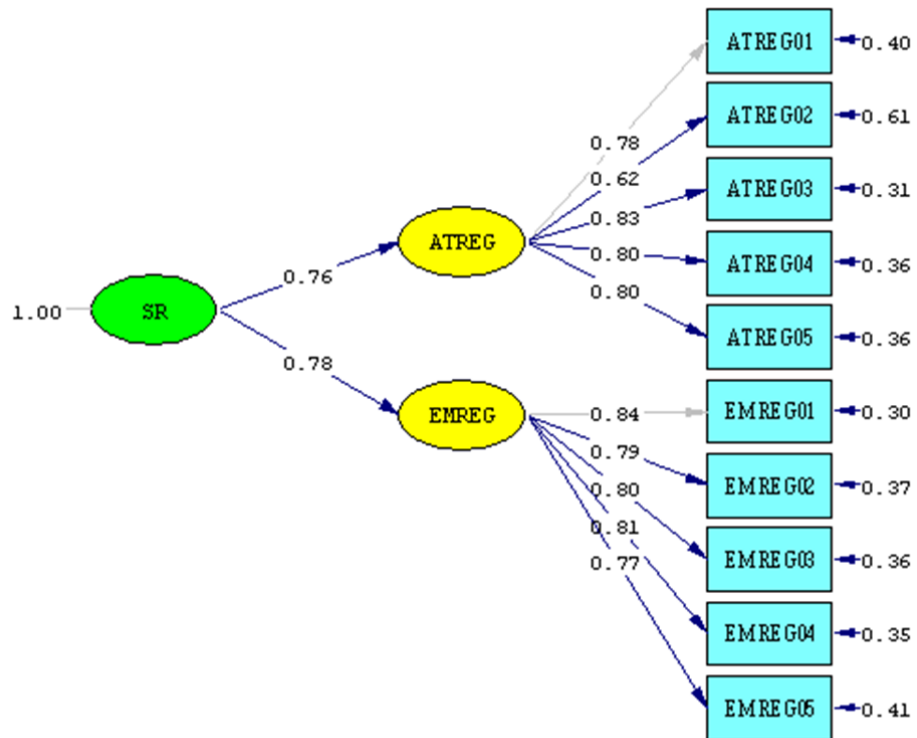 ATREG01 0.40
ATREG02 0.61
0.78
0.62
ATREG03 0.31
0.83
ATREG 0.80 ATREG04 0.36
0.76
0.80
1.00 SR
ATREG05 0.36
0.78
EMREG 0.84 EMREG01 0.30
0.79
0.80 EMREG02 0.37
0.81
0.77 EMREG03 0.36
EMREG04 0.35
EMREG05 0.41